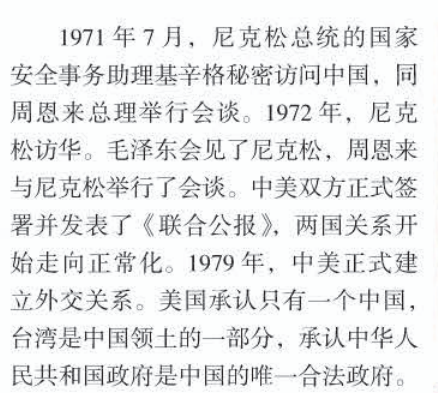 1971 年 7 月，尼克松总统的国家
安全事务助理基辛格秘密访问中国，同
周恩来总理举行会谈。1972 年，尼克
松访华。毛泽东会见了尼克松，周恩来
与尼克松举行了会谈。中美双方正式签
署并发表了《联合公报》，两国关系开
始走向正常化。1979 年，中美正式建
立外交关系。美国承认只有一个中国，
台湾是中国领土的一部分，承认中华人
民共和国政府是中国的唯一合法政府。